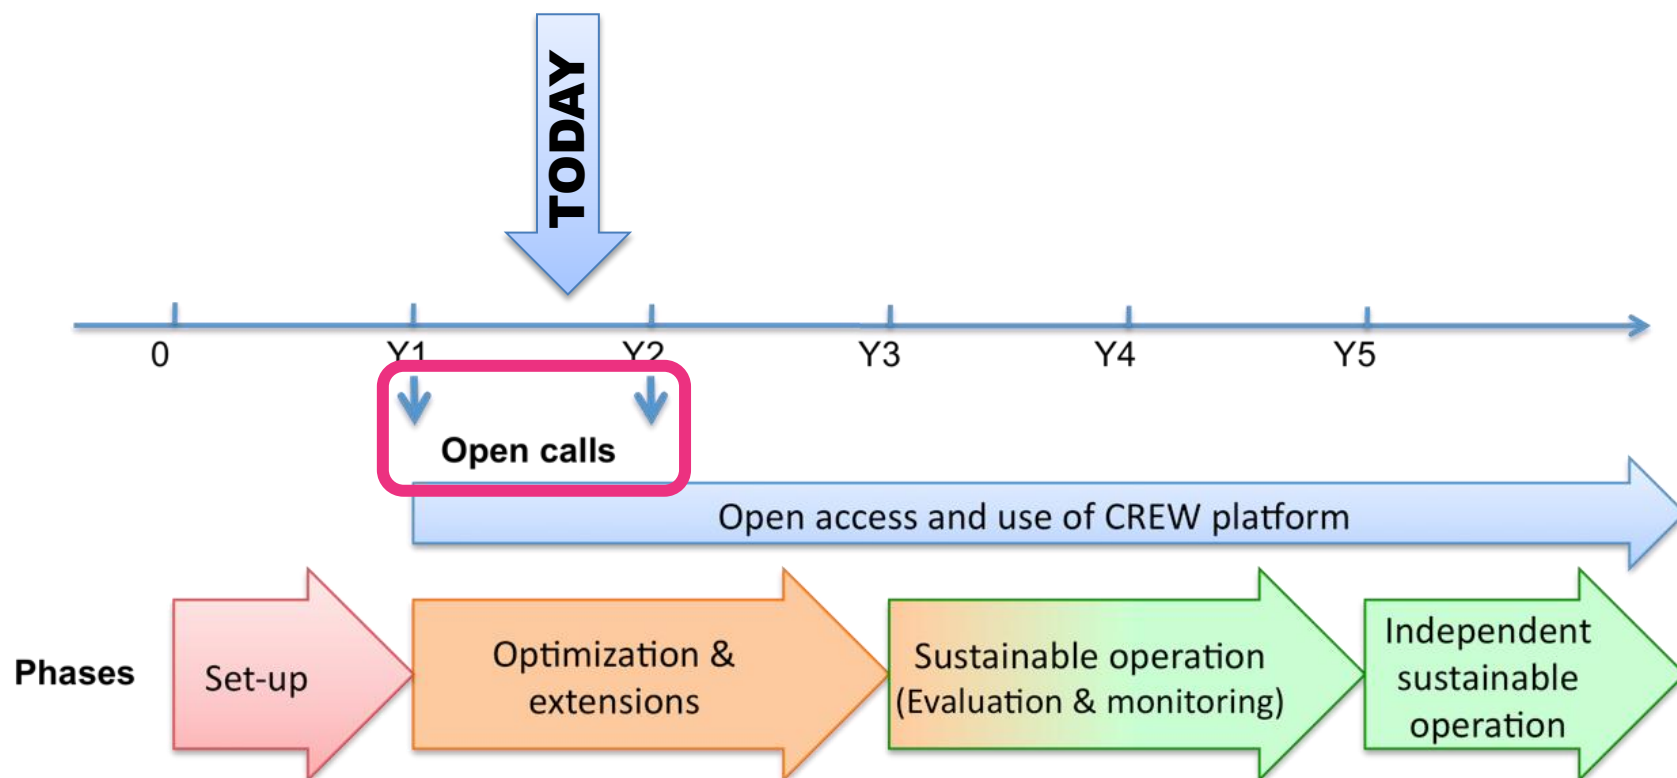 TODAY
0
Y1
Y2
Y3
Y4
Y5
Open calls
Open access and use of CREW platform
Phases
Set-up
Optimization &
extensions
Sustainable operation
(Evaluation & monitoring)
Independent
sustainable
operation